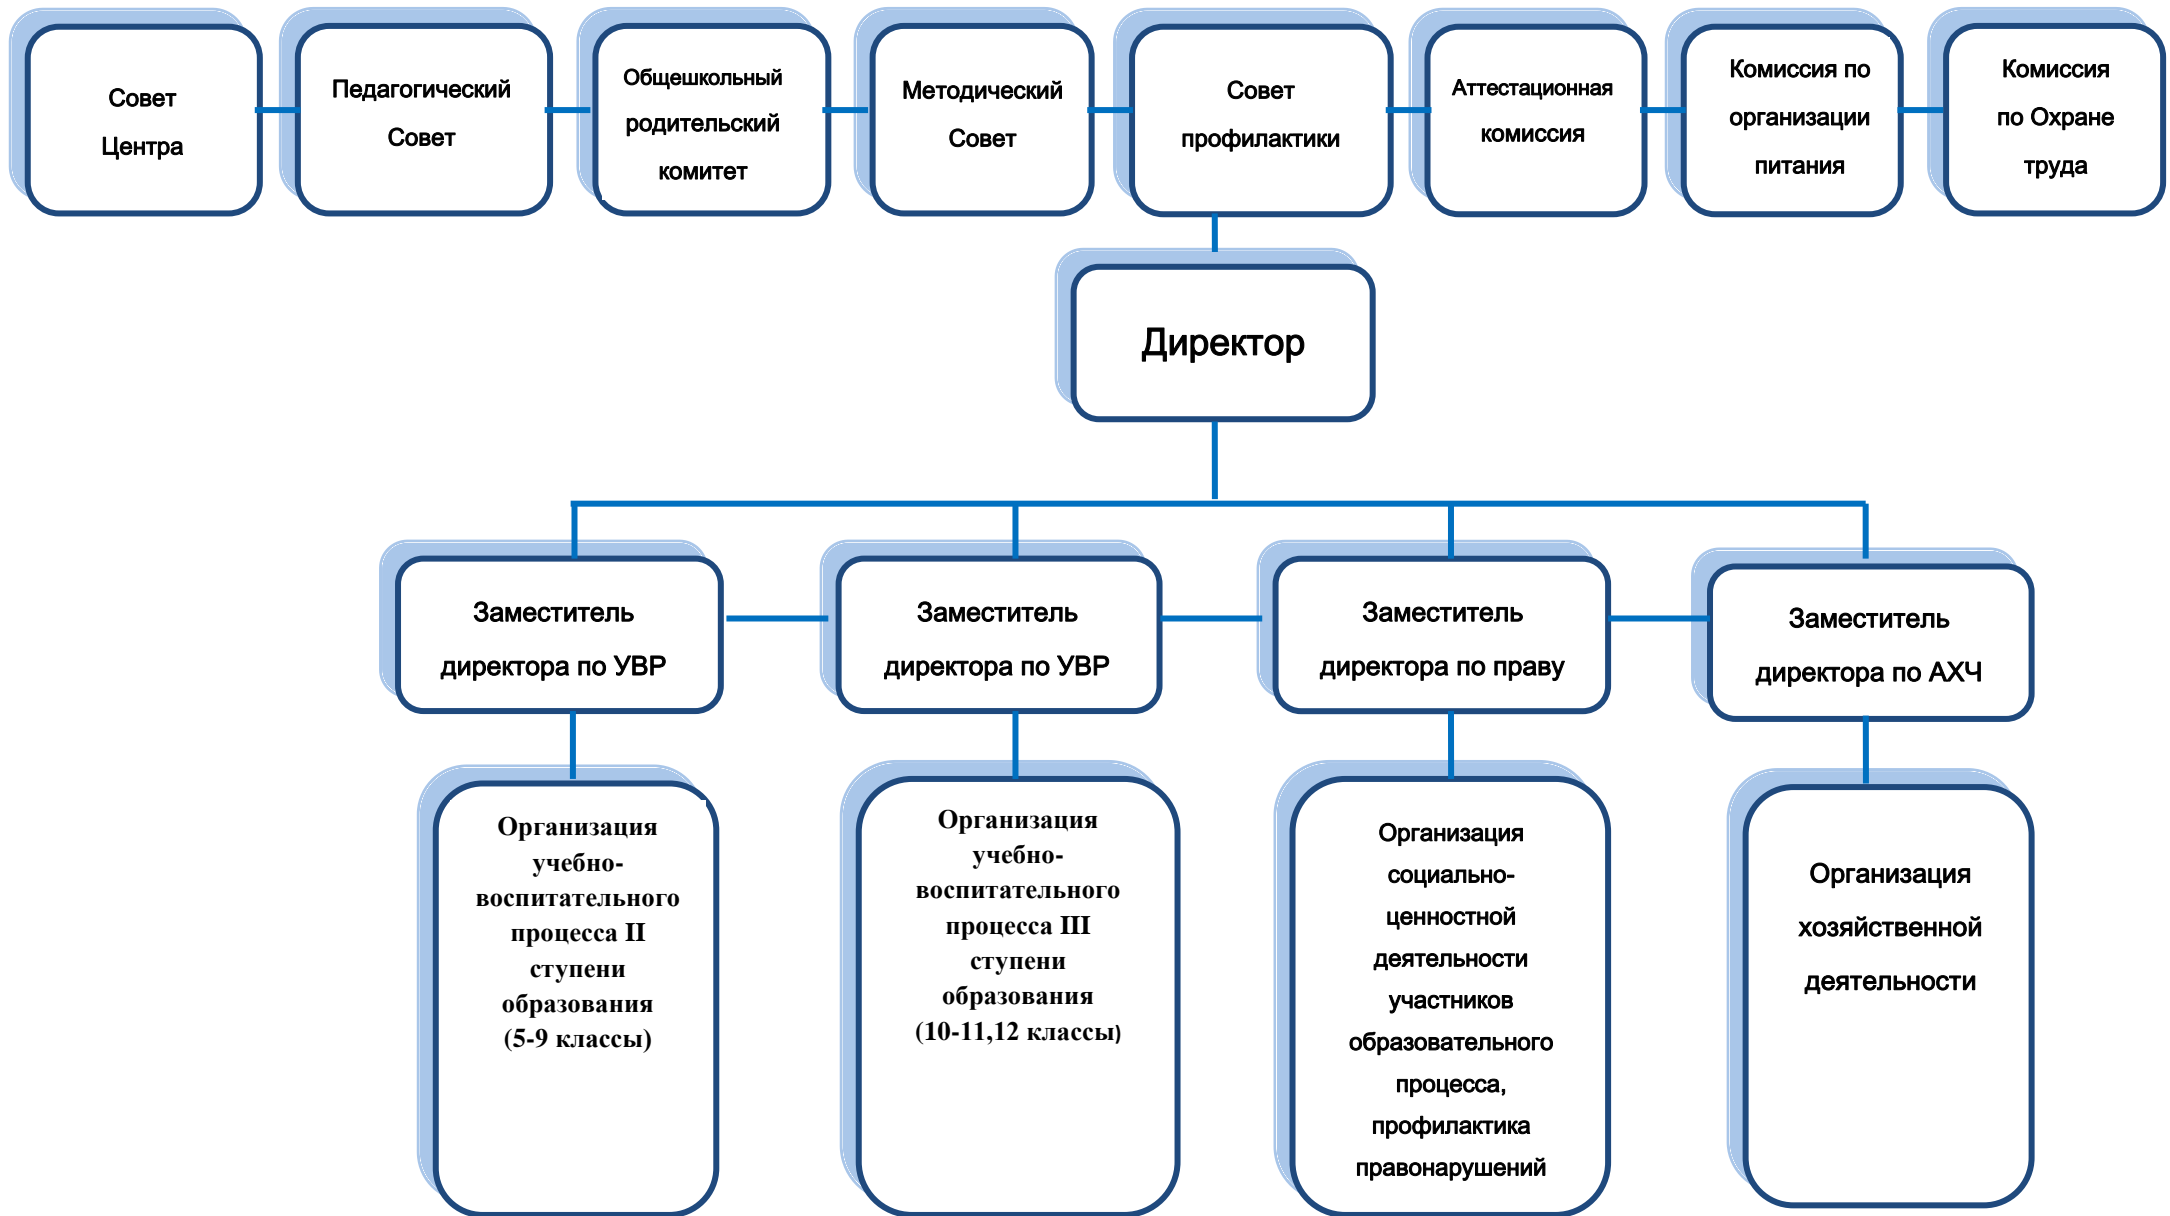 Совет
Центра
Педагогический
Совет
Общешкольный
родительский
комитет
Методический
Совет
Совет
профилактики
Аттестационная
комиссия
Комиссия по
организации
питания
Комиссия
по Охране
труда
Директор
Заместитель
директора по УВР
Заместитель
директора по УВР
Заместитель
директора по праву
Заместитель
директора по АХЧ
Организация
учебно-
воспитательного
процесса II
ступени
образования
(5-9 классы)
Организация
учебно-
воспитательного
процесса III
ступени
образования
(10-11,12 классы)
Организация
социально-
ценностной
деятельности
участников
образовательного
процесса,
профилактика
правонарушений
Организация
хозяйственной
деятельности